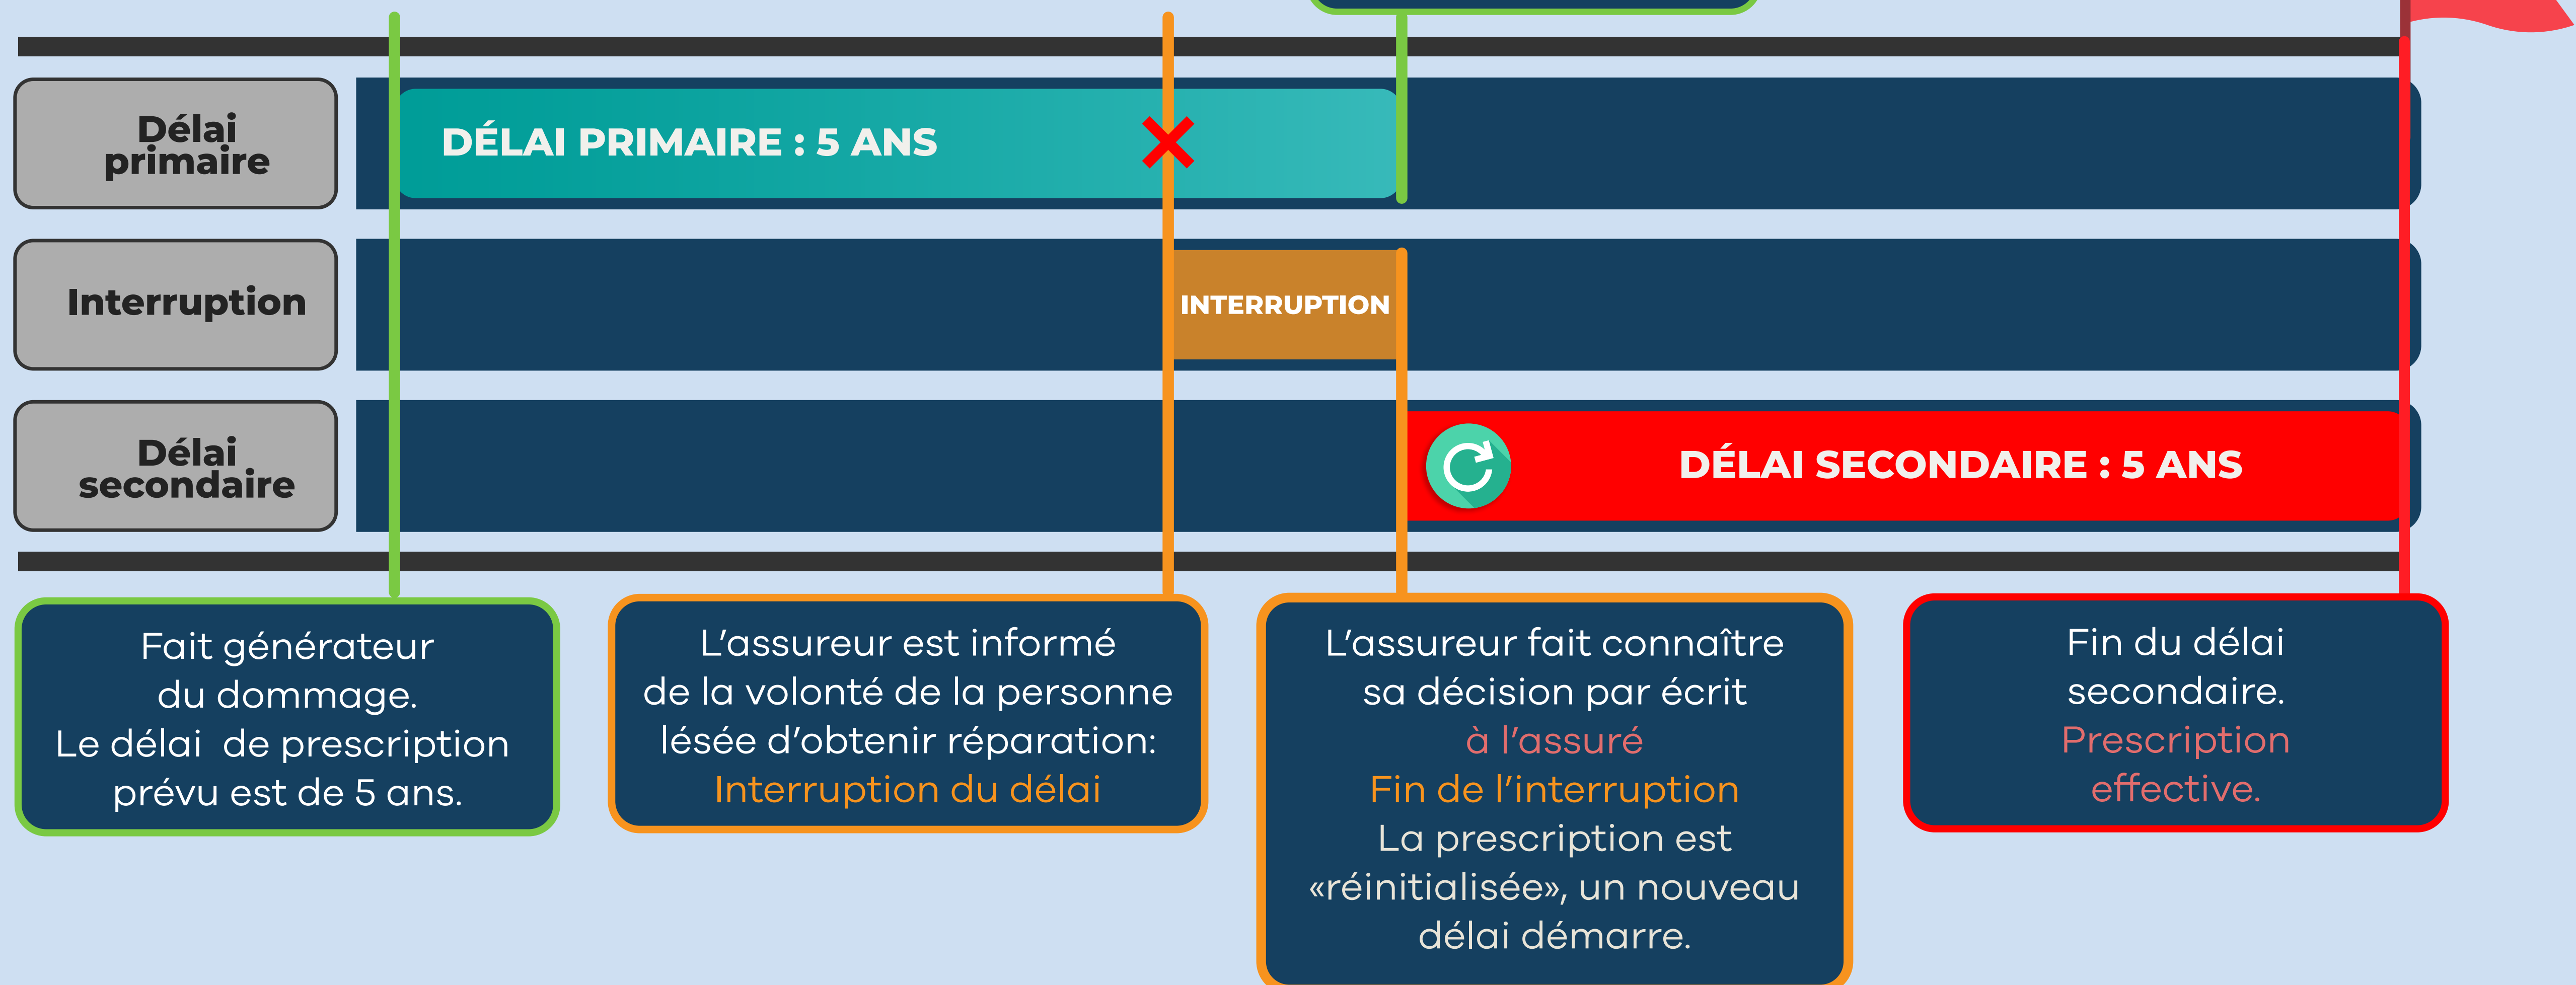 Délai
primaire
DÉLAI PRIMAIRE : 5 ANS
Interruption
INTERRUPTION
Délai
secondaire
DÉLAI SECONDAIRE : 5 ANS
Fait générateur
du dommage.
Le délai de prescription
prévu est de 5 ans.
L'assureur est informé
de la volonté de la personne
lésée d'obtenir réparation:
Interruption du délai
L'assureur fait connaître
sa décision par écrit
à l'assuré
Fin de l'interruption
La prescription est
«réinitialisée», un nouveau
délai démarre.
Fin du délai
secondaire.
Prescription
effective.